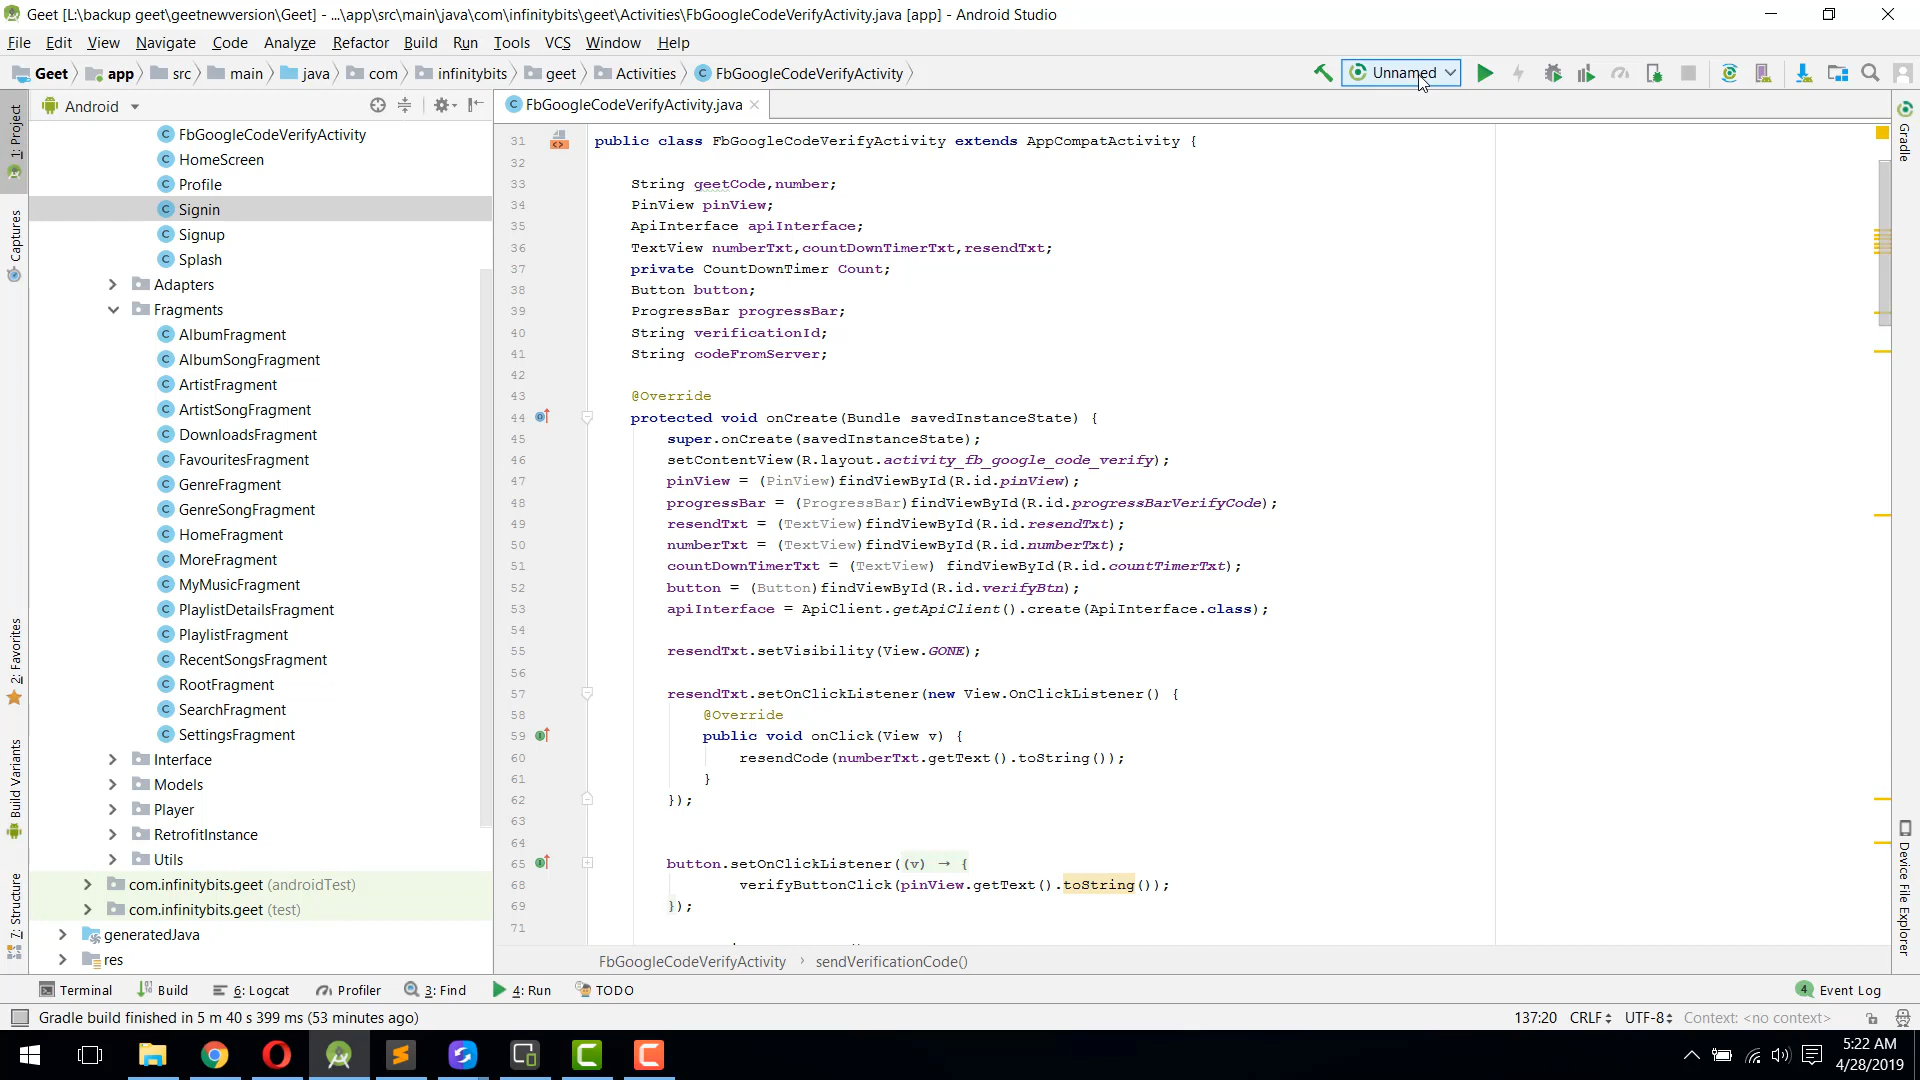 Geet [L:\backup geet\geetnewversion\Geet] - ...\app\src\main\java\com\infinitybits\geet\Activities\FbGoogleCodeVerifyActivity.java [app] - Android Studio
File Edit View Navigate Code Analyze Refactor Build Run Tools VCS Window Help
Geet app src main java com infinitybits geet Activities FbGoogleCodeVerifyActivity Unnamed
Android
FbGoogleCodeVerifyActivity.java
1: Project
Captures
2: Favorites
Build Variants
7: Structure
FbGoogleCodeVerifyActivity
HomeScreen
Profile
Signin
Signup
Splash
Adapters
Fragments
AlbumFragment
AlbumSongFragment
ArtistFragment
ArtistSongFragment
DownloadsFragment
FavouritesFragment
GenreFragment
GenreSongFragment
HomeFragment
MoreFragment
MyMusicFragment
PlaylistDetailsFragment
PlaylistFragment
RecentSongsFragment
RootFragment
SearchFragment
SettingsFragment
Interface
Models
Player
RetrofitInstance
Utils
com.infinitybits.geet (androidTest)
com.infinitybits.geet (test)
generatedJava
res
31 public class FbGoogleCodeVerifyActivity extends AppCompatActivity {
32
33 String geetCode,number;
34 PinView pinView;
35 ApiInterface apiInterface;
36 TextView numberTxt,countDownTimerTxt,resendTxt;
37 private CountDownTimer Count;
38 Button button;
39 ProgressBar progressBar;
40 String verificationId;
41 String codeFromServer;
42
43 @Override
44 protected void onCreate(Bundle savedInstanceState) {
45 super.onCreate(savedInstanceState);
46 setContentView(R.layout.activity_fb_google_code_verify);
47 pinView = (PinView)findViewById(R.id.pinView);
48 progressBar = (ProgressBar)findViewById(R.id.progressBarVerifyCode);
49 resendTxt = (TextView)findViewById(R.id.resendTxt);
50 numberTxt = (TextView)findViewById(R.id.numberTxt);
51 countDownTimerTxt = (TextView) findViewById(R.id.countTimerTxt);
52 button = (Button)findViewById(R.id.verifyBtn);
53 apiInterface = ApiClient.getApiClient().create(ApiInterface.class);
54
55 resendTxt.setVisibility(View.GONE);
56
57 resendTxt.setOnClickListener(new View.OnClickListener() {
58 @Override
59 public void onClick(View v) {
60 resendCode(numberTxt.getText().toString());
61 }
62 });
63
64
65 button.setOnClickListener((v) → {
68 verifyButtonClick(pinView.getText().toString());
69 });
71
FbGoogleCodeVerifyActivity › sendVerificationCode()
Gradle
Device File Explorer
Terminal Build 6: Logcat Profiler 3: Find 4: Run TODO 4 Event Log
Gradle build finished in 5 m 40 s 399 ms (53 minutes ago) 137:20 CRLF UTF-8 Context: <no context>
5:22 AM
4/28/2019